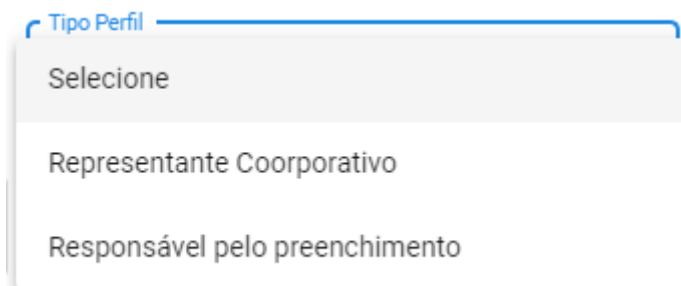 Tipo Perfil
Selecione
Representante Coorporativo
Responsável pelo preenchimento